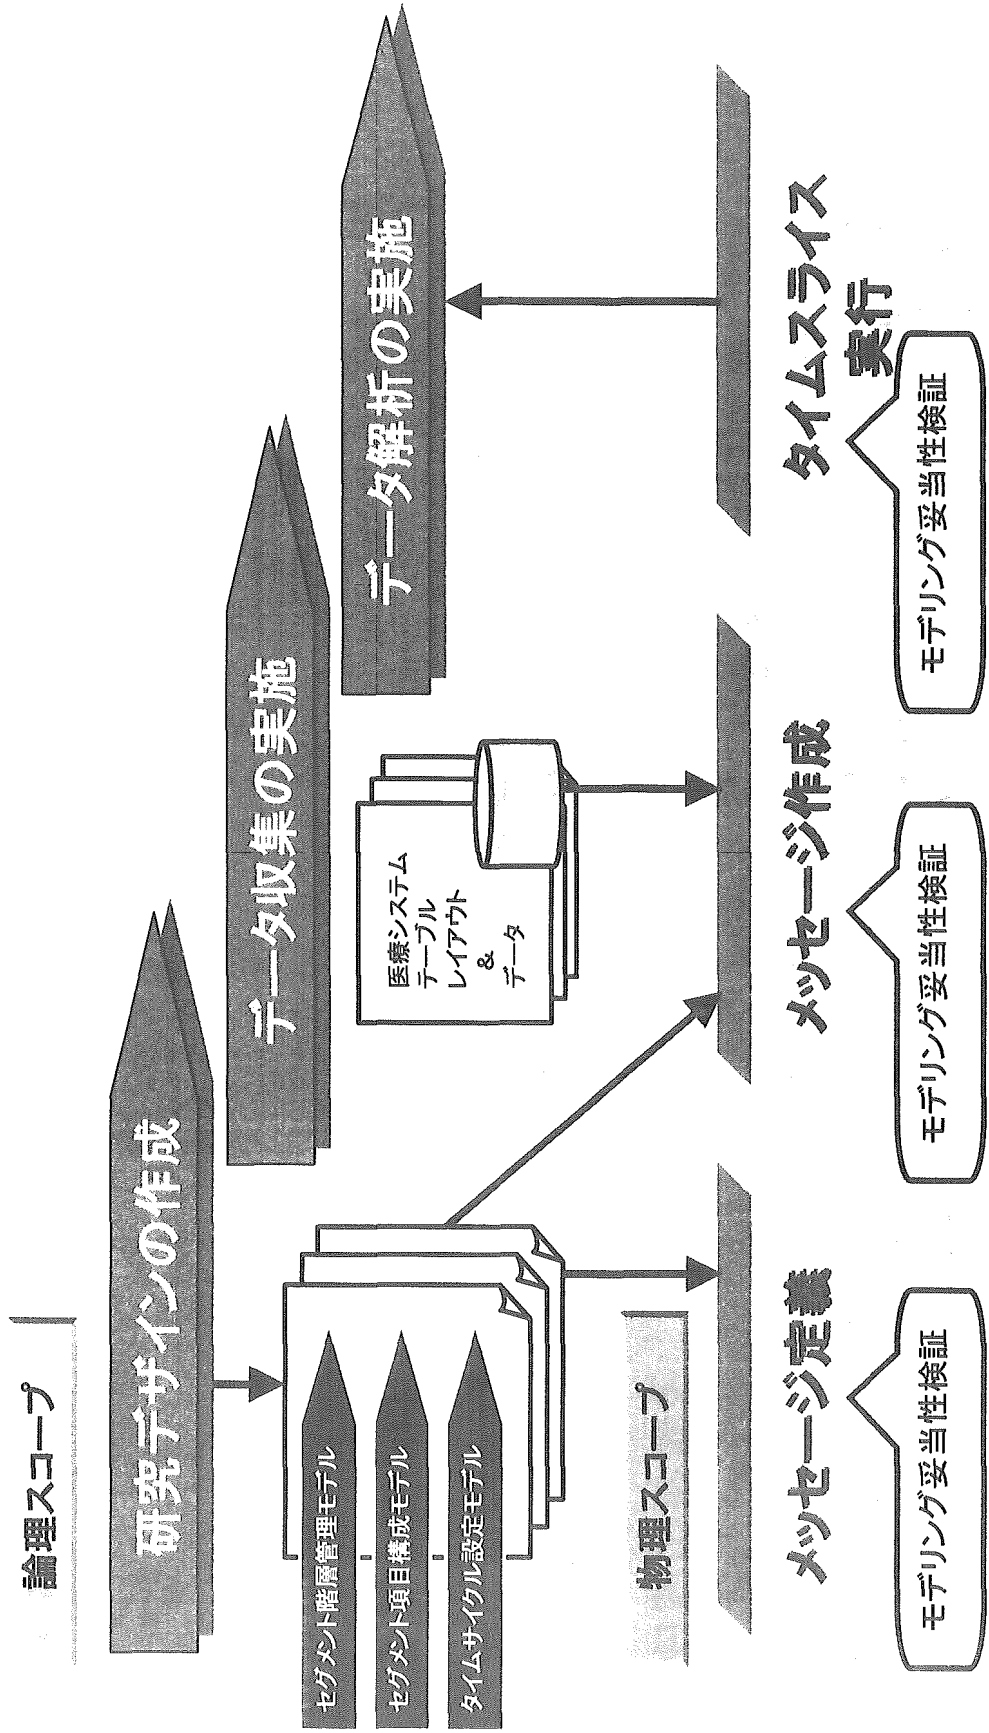 論理スコープ
研究デザインの作成
データ収集の実施
データ解析の実施
セグメント階層管理モデル
セグメント項目構成モデル
タイムサイクル設定モデル
医療システム
テーブル
レイアウト
&
データ
物理スコープ
メッセージ定義
メッセージ作成
タイムスライス
実行
モデリング妥当性検証
モデリング妥当性検証
モデリング妥当性検証